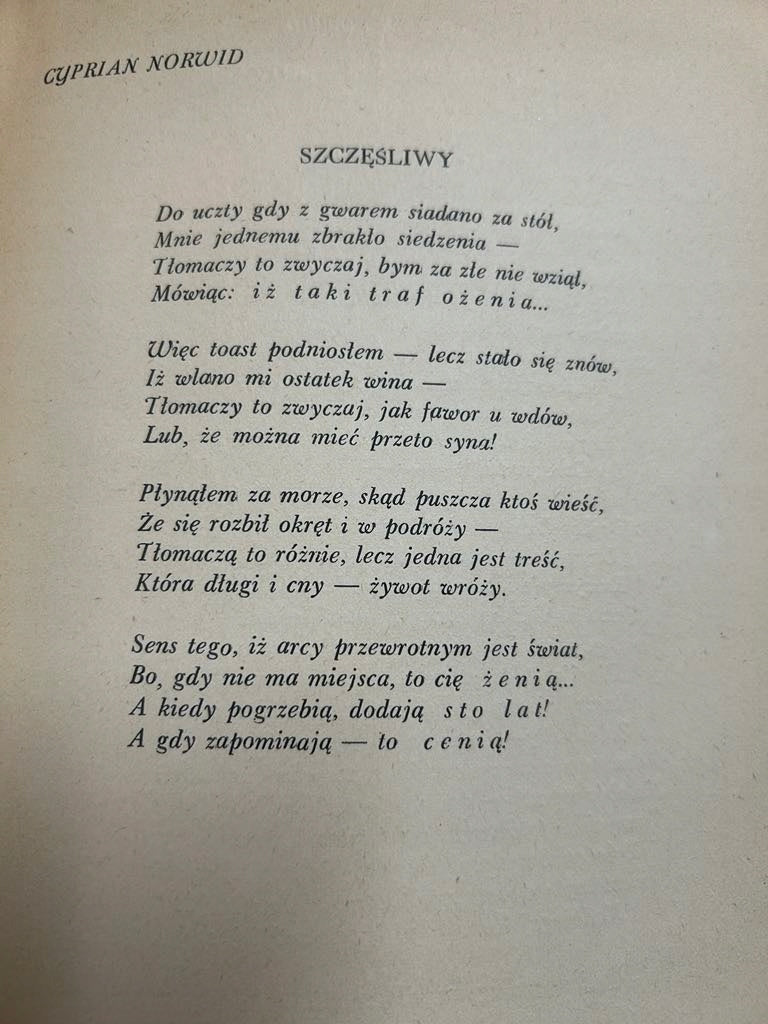 CYPRIAN NORWID
SZCZĘŚLIWY
Do uczty gdy z gwarem siadano za stół,
Mnie jednemu zbrakło siedzenia —
Tłomaczy to zwyczaj, bym za złe nie wziął,
Mówiąc: iż taki traf ożenia...
Więc toast podniosłem — lecz stało się znów,
Iż wlano mi ostatek wina —
Tłomaczy to zwyczaj, jak fawor u wdów,
Lub, że można mieć przeto syna!
Płynąłem za morze, skąd puszcza ktoś wieść,
Że się rozbił okręt i w podróży —
Tłomaczą to różnie, lecz jedna jest treść,
Która długi i cny — żywot wróży.
Sens tego, iż arcy przewrotnym jest świat,
Bo, gdy nie ma miejsca, to cię żenią...
A kiedy pogrzebią, dodają sto lat!
A gdy zapominają — to cenią!